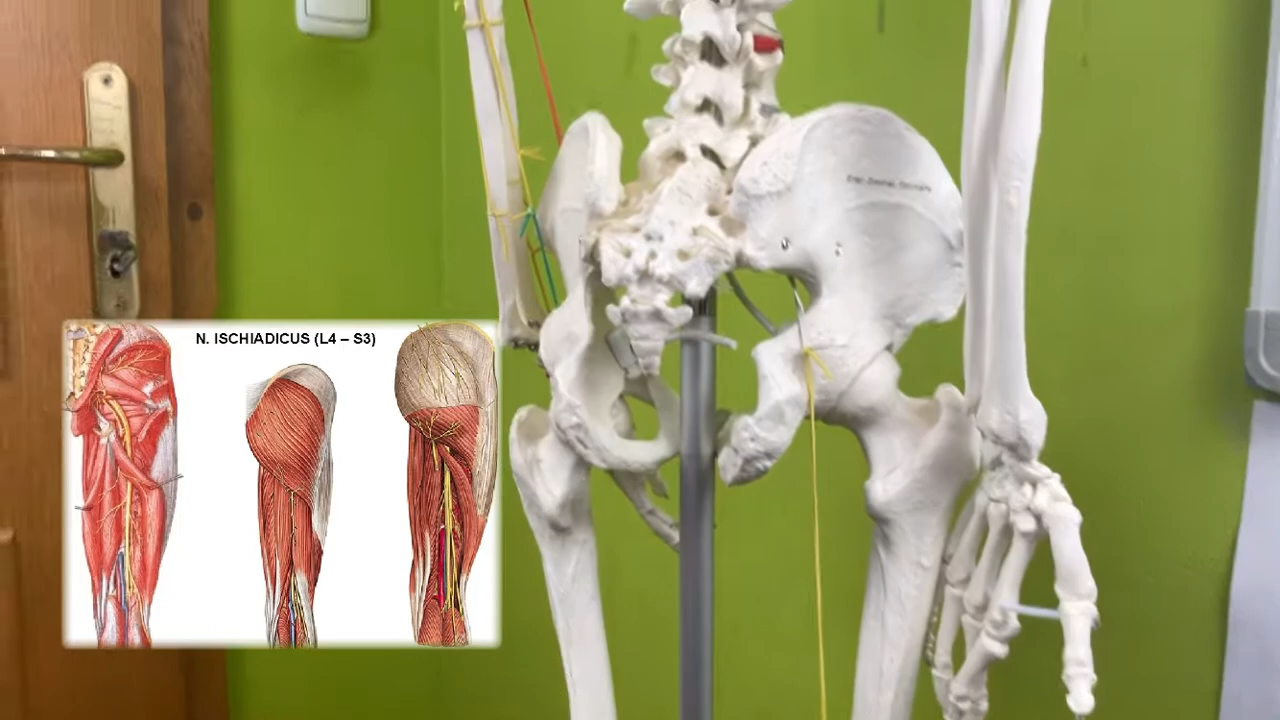 N. ISCHIADICUS (L4 – S3)